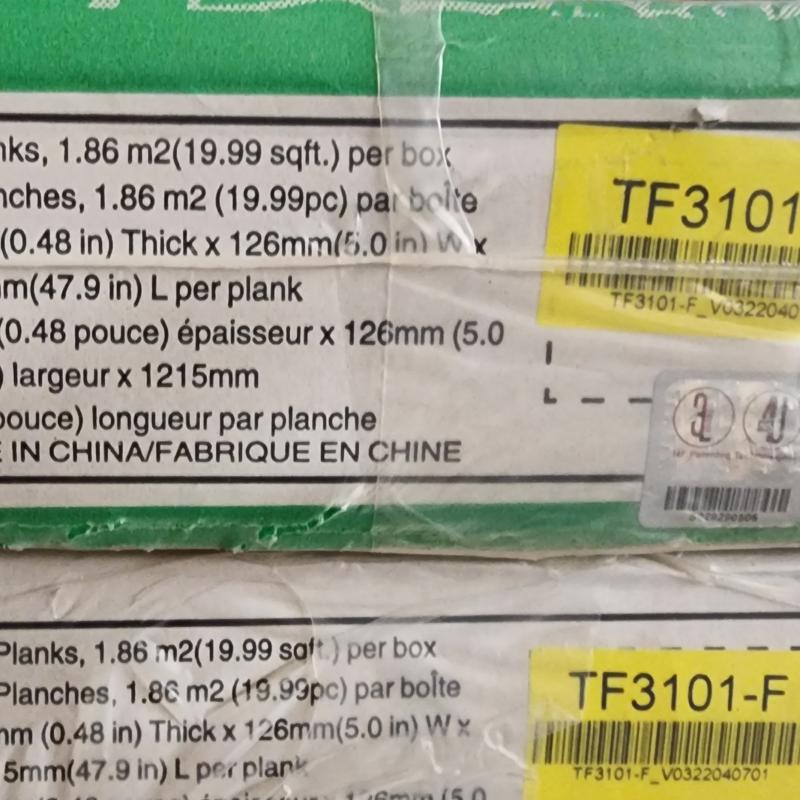 nks, 1.86 m2(19.99 sqft.) per box
nches, 1.86 m2 (19.99pc) par boîte
(0.48 in) Thick x 126mm(5.0 in) W x
m(47.9 in) L per plank
(0.48 pouce) épaisseur x 126mm (5.0
) largeur x 1215mm
pouce) longueur par planche
E IN CHINA/FABRIQUE EN CHINE
TF3101
TF3101-F_V0322040
Planks, 1.86 m2(19.99 sqft.) per box
Planches, 1.86 m2 (19.99pc) par boîte
mm (0.48 in) Thick x 126mm(5.0 in) W x
5mm(47.9 in) L per plank
126mm (5.0
TF3101-F
TF3101-F_V0322040701